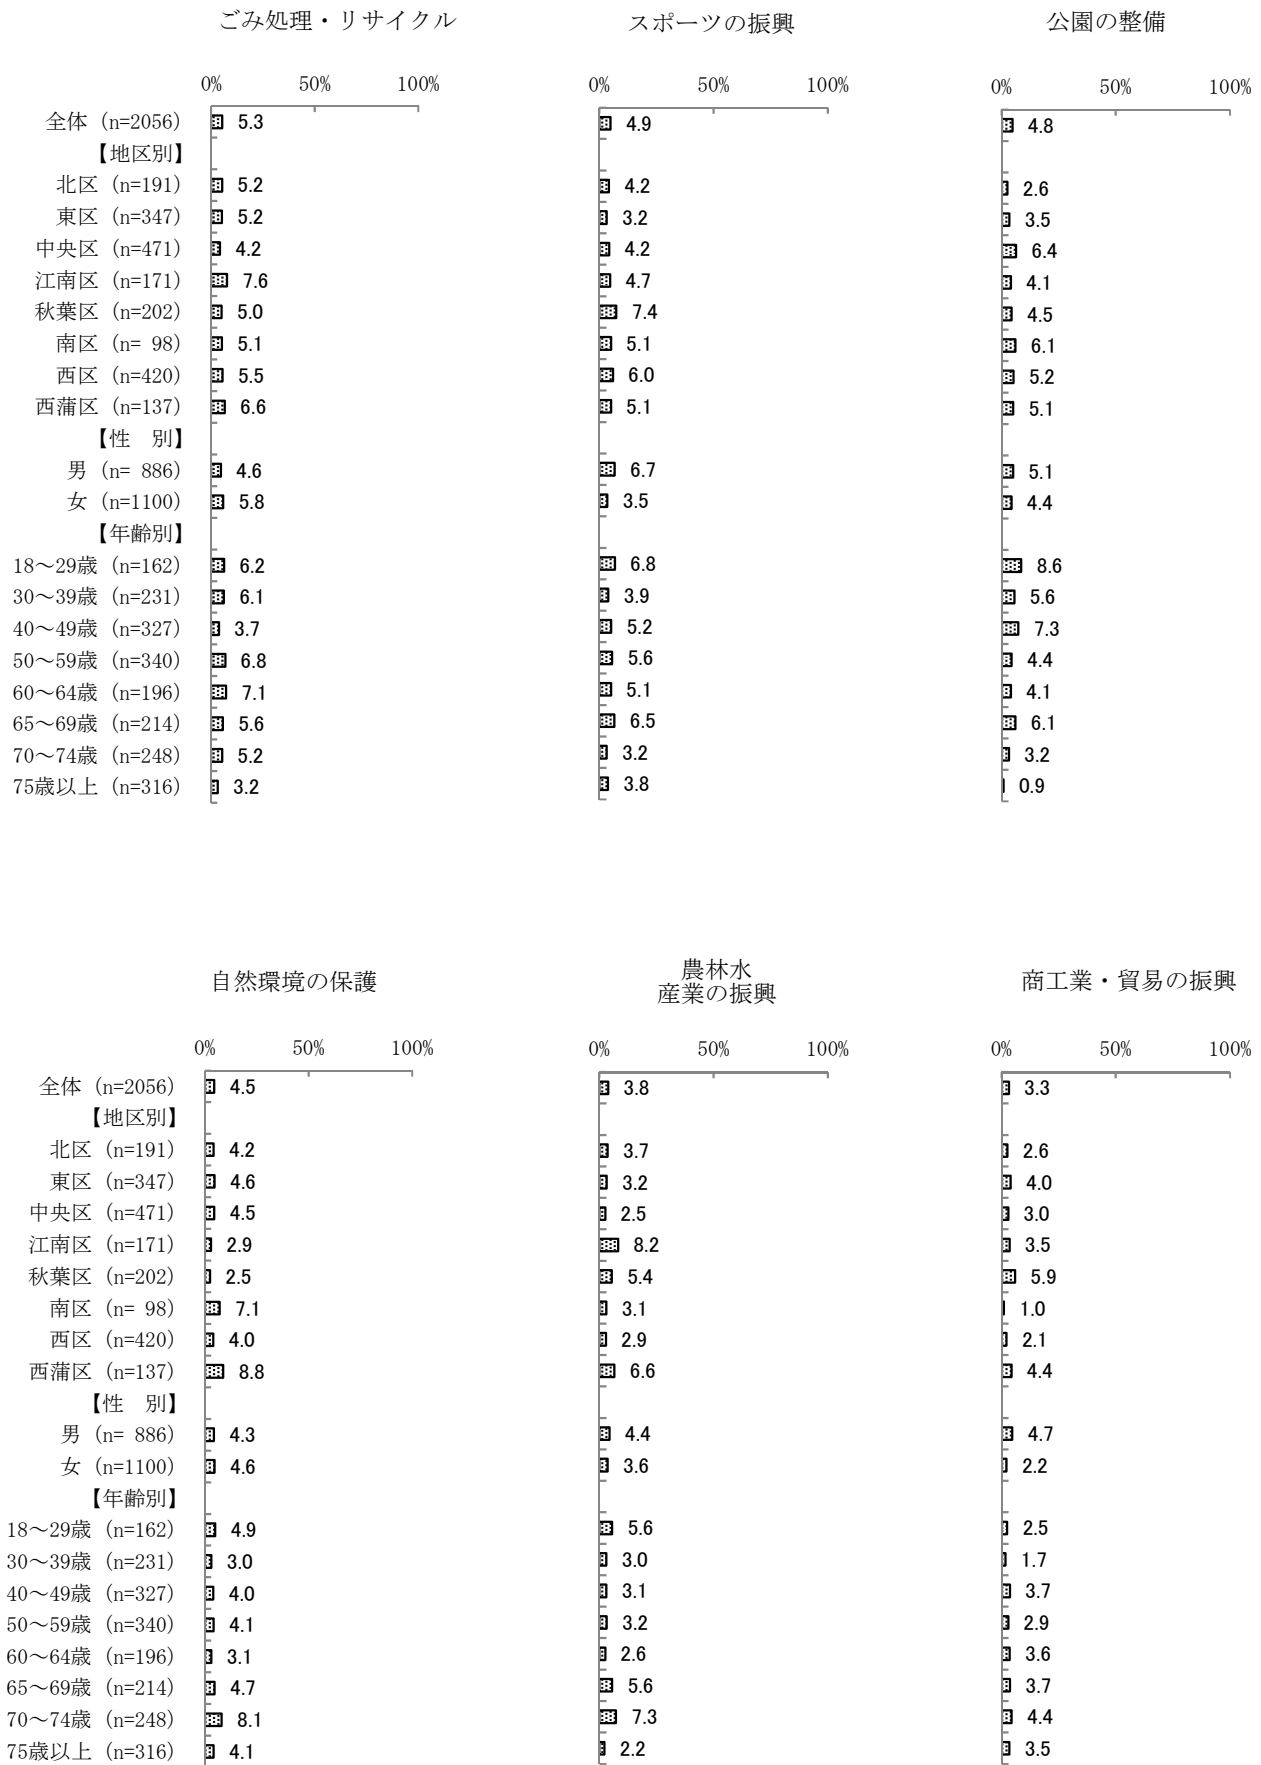 ごみ処理・リサイクル スポーツの振興 公園の整備
0% 50% 100% 0% 50% 100% 0% 50% 100%
全体 (n=2056) 5.3 4.9 4.8
【地区別】
北区 (n=191) 5.2 4.2 2.6
東区 (n=347) 5.2 3.2 3.5
中央区 (n=471) 4.2 4.2 6.4
江南区 (n=171) 7.6 4.7 4.1
秋葉区 (n=202) 5.0 7.4 4.5
南区 (n= 98) 5.1 5.1 6.1
西区 (n=420) 5.5 6.0 5.2
西蒲区 (n=137) 6.6 5.1 5.1
【性　別】
男 (n= 886) 4.6 6.7 5.1
女 (n=1100) 5.8 3.5 4.4
【年齢別】
18～29歳 (n=162) 6.2 6.8 8.6
30～39歳 (n=231) 6.1 3.9 5.6
40～49歳 (n=327) 3.7 5.2 7.3
50～59歳 (n=340) 6.8 5.6 4.4
60～64歳 (n=196) 7.1 5.1 4.1
65～69歳 (n=214) 5.6 6.5 6.1
70～74歳 (n=248) 5.2 3.2 3.2
75歳以上 (n=316) 3.2 3.8 0.9
自然環境の保護 農林水 商工業・貿易の振興
産業の振興
0% 50% 100% 0% 50% 100% 0% 50% 100%
全体 (n=2056) 4.5 3.8 3.3
【地区別】
北区 (n=191) 4.2 3.7 2.6
東区 (n=347) 4.6 3.2 4.0
中央区 (n=471) 4.5 2.5 3.0
江南区 (n=171) 2.9 8.2 3.5
秋葉区 (n=202) 2.5 5.4 5.9
南区 (n= 98) 7.1 3.1 1.0
西区 (n=420) 4.0 2.9 2.1
西蒲区 (n=137) 8.8 6.6 4.4
【性　別】
男 (n= 886) 4.3 4.4 4.7
女 (n=1100) 4.6 3.6 2.2
【年齢別】
18～29歳 (n=162) 4.9 5.6 2.5
30～39歳 (n=231) 3.0 3.0 1.7
40～49歳 (n=327) 4.0 3.1 3.7
50～59歳 (n=340) 4.1 3.2 2.9
60～64歳 (n=196) 3.1 2.6 3.6
65～69歳 (n=214) 4.7 5.6 3.7
70～74歳 (n=248) 8.1 7.3 4.4
75歳以上 (n=316) 4.1 2.2 3.5